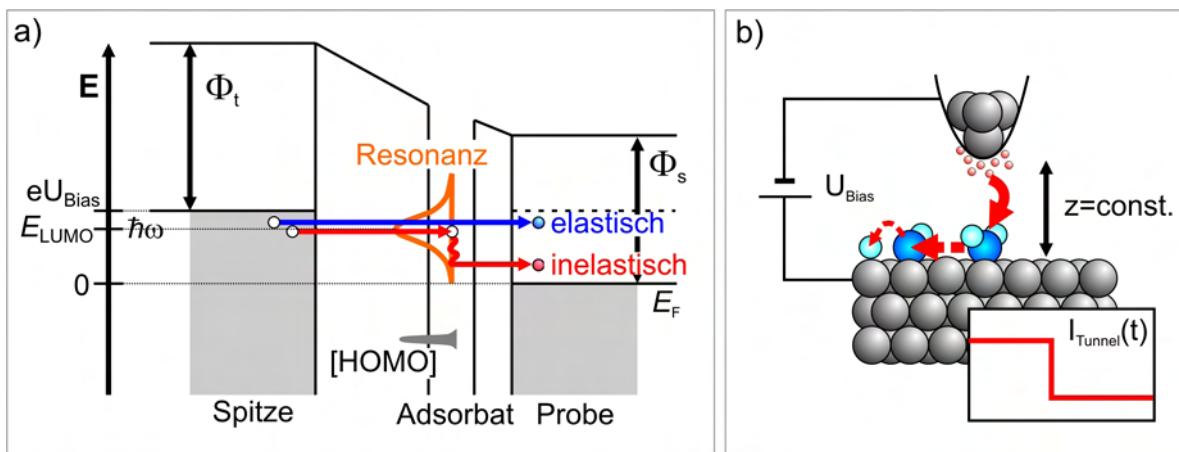 a)
E
Φt
Resonanz
Φs
eUBias
ELUMO
ħω
elastisch
inelastisch
0
EF
[HOMO]
Spitze
Adsorbat
Probe
b)
UBias
z=const.
ITunnel(t)